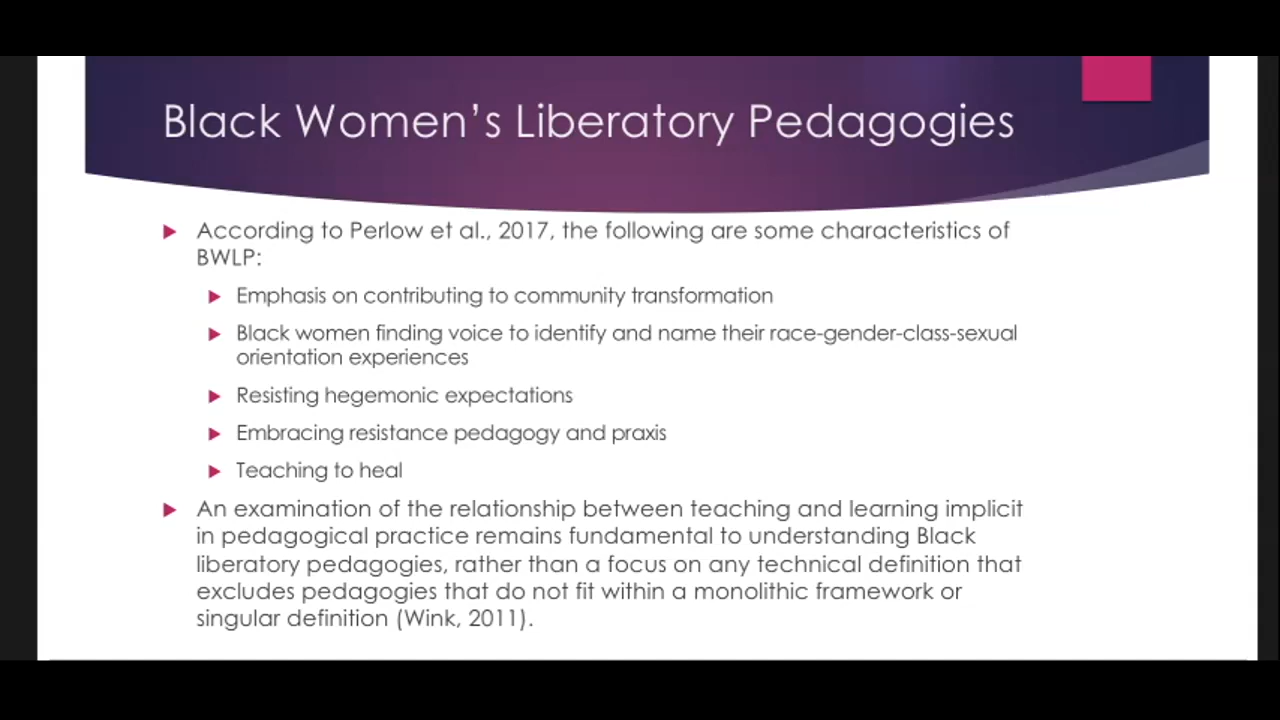 Black Women's Liberatory Pedagogies
According to Perlow et al., 2017, the following are some characteristics of
BWLP:
Emphasis on contributing to community transformation
Black women finding voice to identify and name their race-gender-class-sexual
orientation experiences
Resisting hegemonic expectations
Embracing resistance pedagogy and praxis
Teaching to heal
An examination of the relationship between teaching and learning implicit
in pedagogical practice remains fundamental to understanding Black
liberatory pedagogies, rather than a focus on any technical definition that
excludes pedagogies that do not fit within a monolithic framework or
singular definition (Wink, 2011).